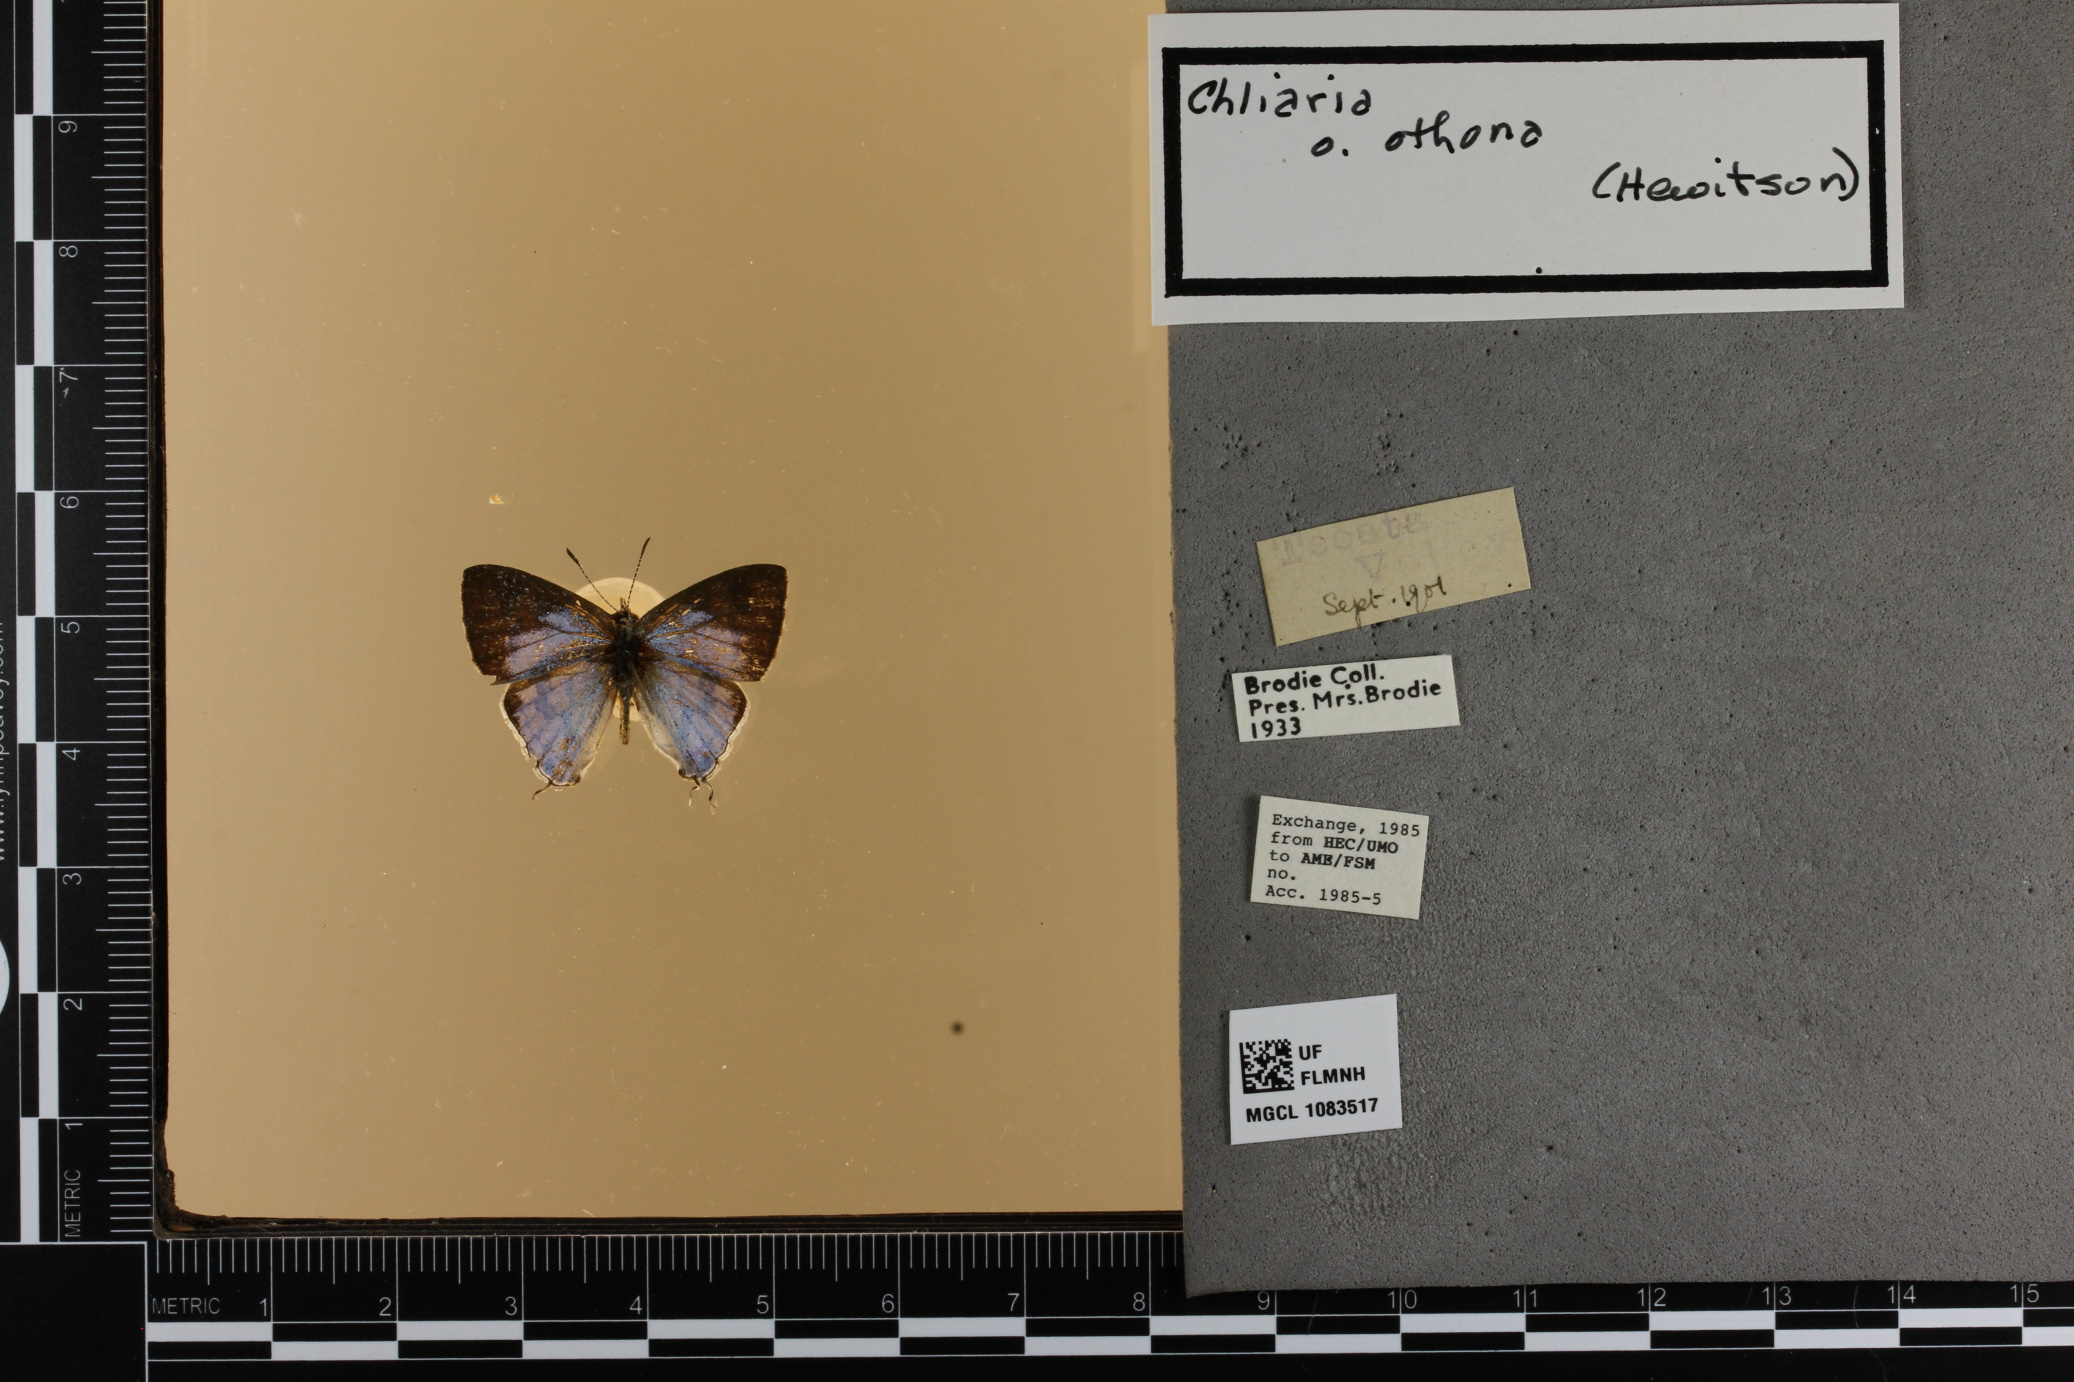 Chliaria
o. othona
(Hewitson)
Sept. 1901
Brodie Coll.
Pres. Mrs. Brodie
1933
Exchange, 1985
from HEC/UMO
to AME/FSM
no.
Acc. 1985-5
UF
FLMNH
MGCL 1083517
9
8
7
6
5
4
3
2
1
METRIC
METRIC 1 2 3 4 5 6 7 8 9 10 11 12 13 14 15